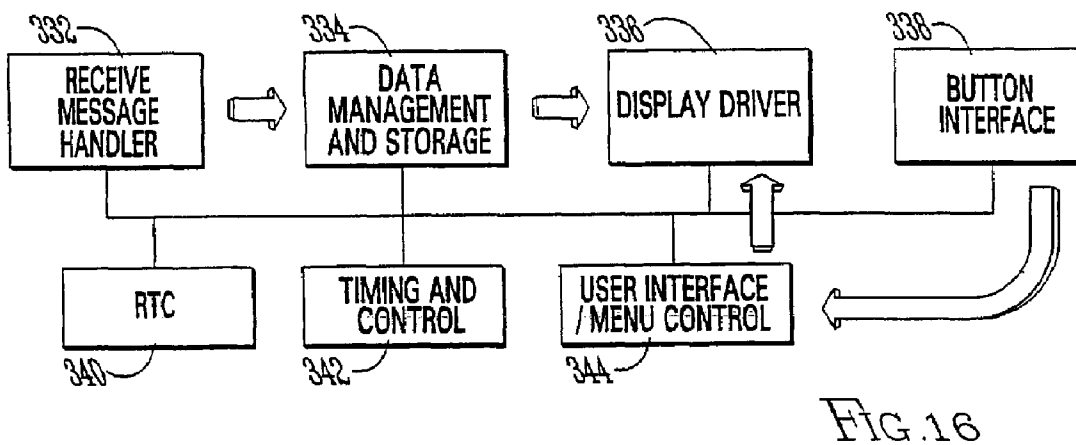 332
334
336
338
RECEIVE
MESSAGE
HANDLER
DATA
MANAGEMENT
AND STORAGE
DISPLAY DRIVER
BUTTON
INTERFACE
RTC
TIMING AND
CONTROL
USER INTERFACE
/ MENU CONTROL
340
342
344
FIG.16